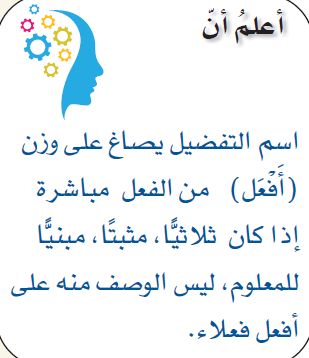 أعلمُ أنّ
اسم التفضيل يصاغ على وزن
(أَفْعَل) من الفعل مباشرة
إذا كان ثلاثيًّا، مثبتًا، مبنيًّا
للمعلوم، ليس الوصف منه على
أفعل فعلاء.